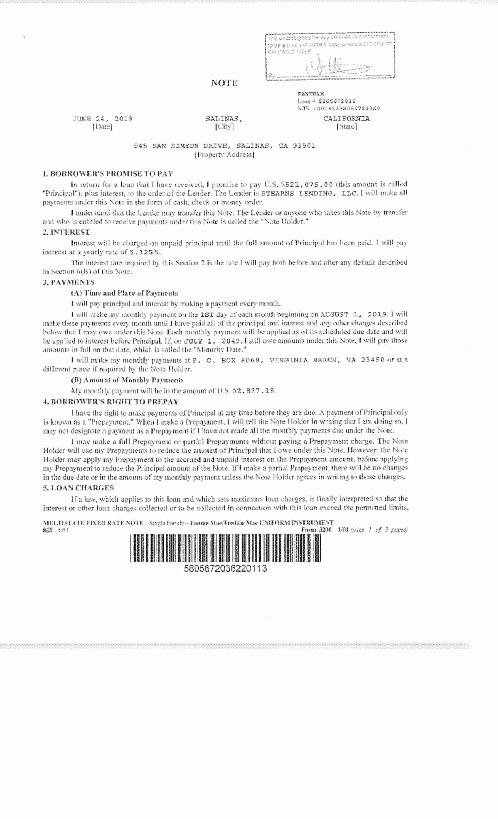 NOTE
JUNE 24, 2019
SALINAS,
CALIFORNIA
[Date]
[City]
[State]
945 SAN SIMEON DRIVE, SALINAS, CA 93901
[Property Address]
1. BORROWER'S PROMISE TO PAY
In return for a loan that I have received, I promise to pay U.S. $521,075.00 (this amount is called
"Principal"), plus interest, to the order of the Lender. The Lender is STEARNS LENDING, LLC. I will make all
payments under this Note in the form of cash, check or money order.
I understand that the Lender may transfer this Note. The Lender or anyone who takes this Note by transfer
and who is entitled to receive payments under this Note is called the "Note Holder."
2. INTEREST
Interest will be charged on unpaid principal until the full amount of Principal has been paid. I will pay
interest at a yearly rate of 5.125%.
The interest rate required by this Section 2 is the rate I will pay both before and after any default described
in Section 6(B) of this Note.
3. PAYMENTS
(A) Time and Place of Payments
I will pay principal and interest by making a payment every month.
I will make my monthly payment on the 1ST day of each month beginning on AUGUST 1, 2019. I will
make these payments every month until I have paid all of the principal and interest and any other charges described
below that I may owe under this Note. Each monthly payment will be applied as of its scheduled due date and will
be applied to interest before Principal. If, on JULY 1, 2049, I still owe amounts under this Note, I will pay those
amounts in full on that date, which is called the "Maturity Date."
I will make my monthly payments at P. O. BOX 8068, VIRGINIA BEACH, VA 23450 or at a
different place if required by the Note Holder.
(B) Amount of Monthly Payments
My monthly payment will be in the amount of U.S. $2,837.19.
4. BORROWER'S RIGHT TO PREPAY
I have the right to make payments of Principal at any time before they are due. A payment of Principal only
is known as a "Prepayment." When I make a Prepayment, I will tell the Note Holder in writing that I am doing so. I
may not designate a payment as a Prepayment if I have not made all the monthly payments due under the Note.
I may make a full Prepayment or partial Prepayments without paying a Prepayment charge. The Note
Holder will use my Prepayments to reduce the amount of Principal that I owe under this Note. However, the Note
Holder may apply my Prepayment to the accrued and unpaid interest on the Prepayment amount, before applying
my Prepayment to reduce the Principal amount of the Note. If I make a partial Prepayment, there will be no changes
in the due date or in the amount of my monthly payment unless the Note Holder agrees in writing to those changes.
5. LOAN CHARGES
If a law, which applies to this loan and which sets maximum loan charges, is finally interpreted so that the
interest or other loan charges collected or to be collected in connection with this loan exceed the permitted limits,
MULTISTATE FIXED RATE NOTE--Single Family--Fannie Mae/Freddie Mac UNIFORM INSTRUMENT
Form 3200 1/01 (page 1 of 3 pages)
5805672036220113